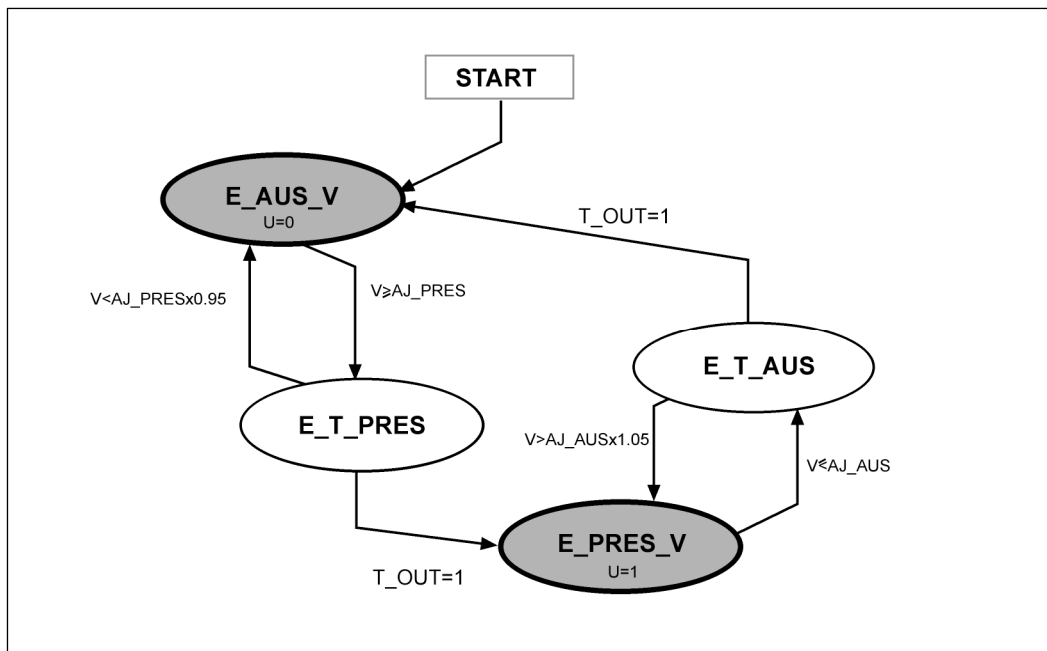 START
E_AUS_V
U=0
T_OUT=1
V<AJ_PRESx0.95
V⩾AJ_PRES
E_T_AUS
E_T_PRES
V>AJ_AUSx1.05
V⩽AJ_AUS
E_PRES_V
U=1
T_OUT=1